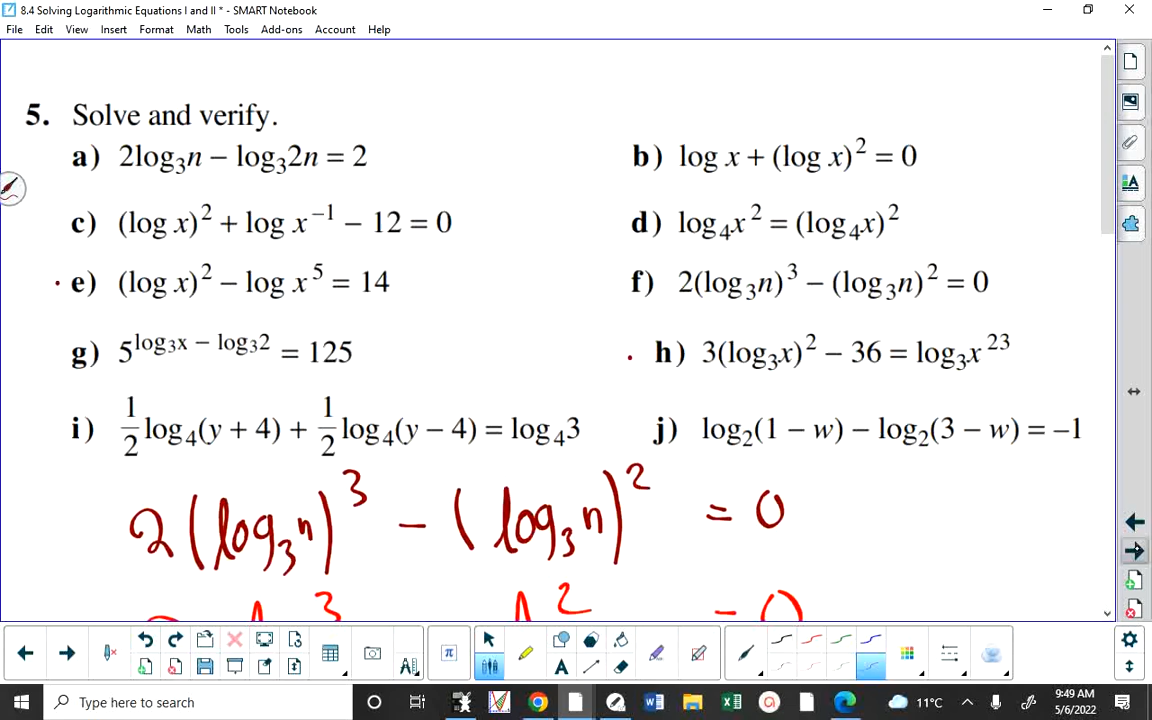 8.4 Solving Logarithmic Equations I and II * - SMART Notebook
File Edit View Insert Format Math Tools Add-ons Account Help
5. Solve and verify.
a) 2log₃n – log₃2n = 2
b) log x + (log x)² = 0
c) (log x)² + log x⁻¹ – 12 = 0
d) log₄x² = (log₄x)²
e) (log x)² – log x⁵ = 14
f) 2(log₃n)³ – (log₃n)² = 0
g) 5^(log₃x – log₃2) = 125
h) 3(log₃x)² – 36 = log₃x²³
i) 1/2 log₄(y + 4) + 1/2 log₄(y – 4) = log₄3
j) log₂(1 – w) – log₂(3 – w) = –1
2(log₃n)³ – (log₃n)² = 0
Type here to search
11°C
9:49 AM
5/6/2022